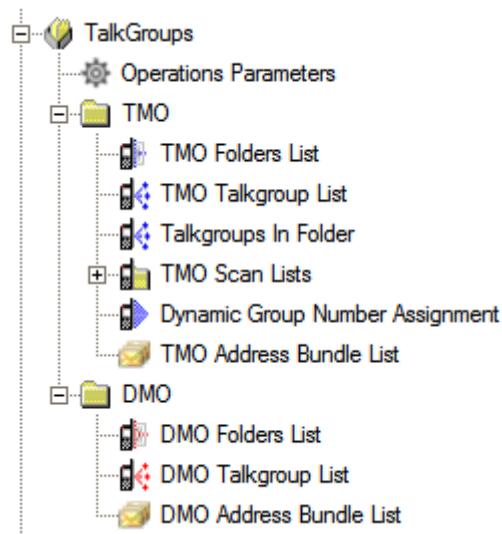 TalkGroups
Operations Parameters
TMO
TMO Folders List
TMO Talkgroup List
Talkgroups In Folder
TMO Scan Lists
Dynamic Group Number Assignment
TMO Address Bundle List
DMO
DMO Folders List
DMO Talkgroup List
DMO Address Bundle List